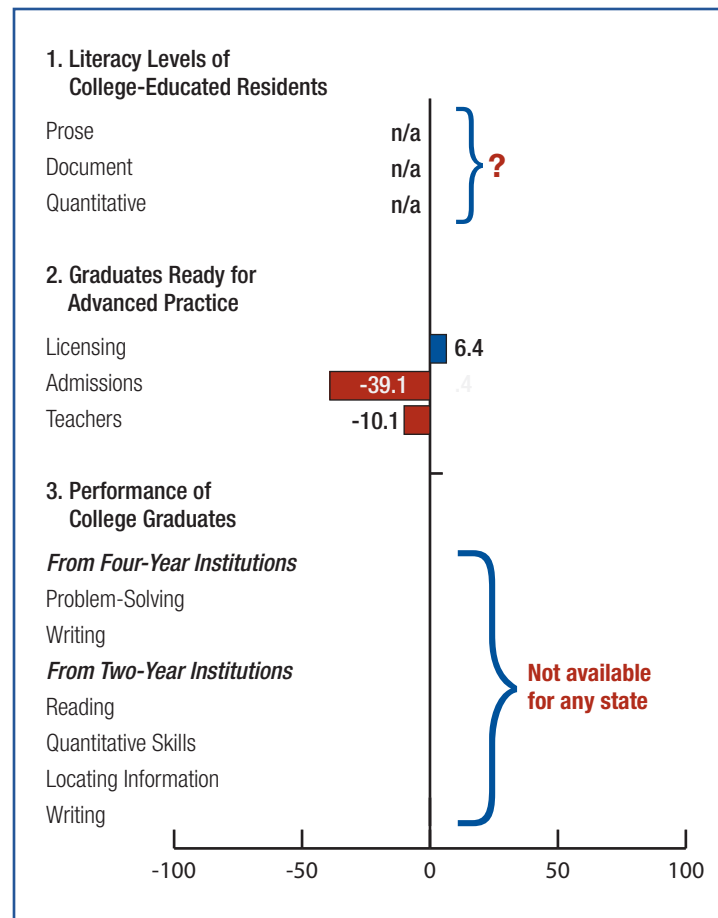 1. Literacy Levels of
College-Educated Residents
Prose n/a
Document n/a
Quantitative n/a
?
2. Graduates Ready for
Advanced Practice
Licensing 6.4
Admissions -39.1 .4
Teachers -10.1
3. Performance of
College Graduates
From Four-Year Institutions
Problem-Solving
Writing
From Two-Year Institutions
Reading
Quantitative Skills
Locating Information
Writing
Not available
for any state
-100 -50 0 50 100